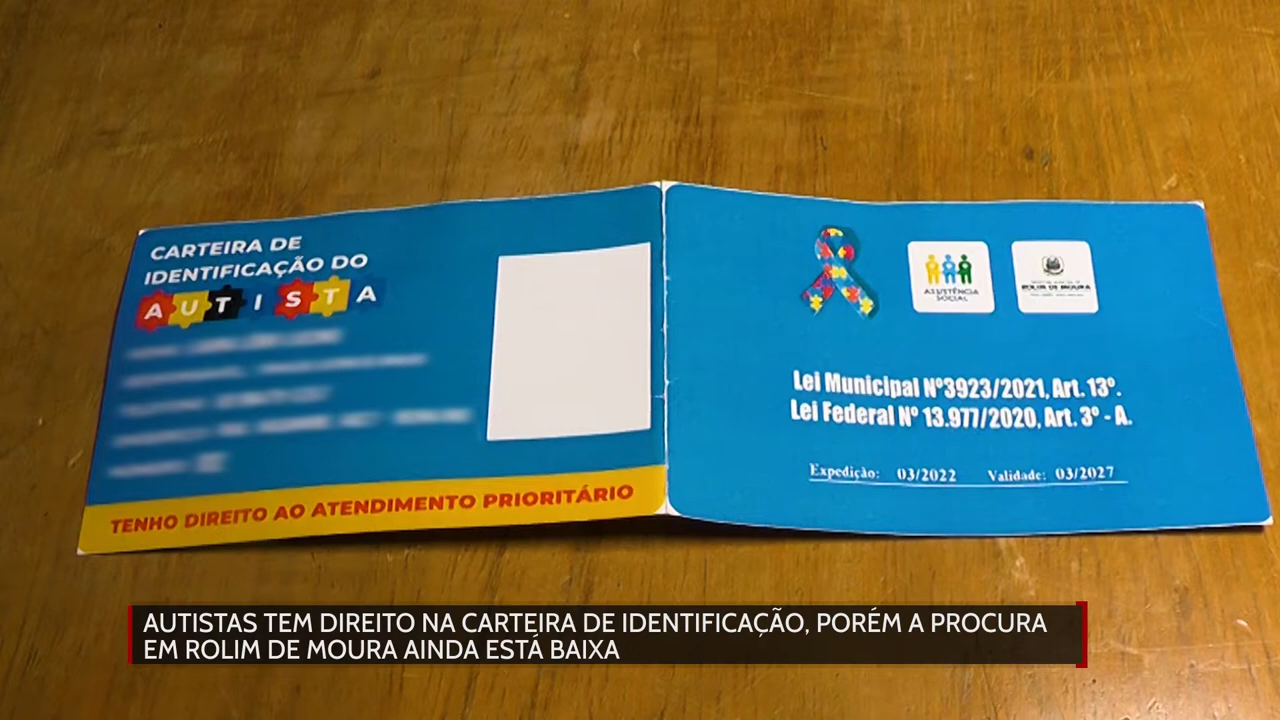 CARTEIRA DE
IDENTIFICAÇÃO DO
AUTISTA
TENHO DIREITO AO ATENDIMENTO PRIORITÁRIO
ASSISTÊNCIA
SOCIAL
ROLIM DE MOURA
Lei Municipal Nº3923/2021, Art. 13º.
Lei Federal Nº 13.977/2020, Art. 3º - A.
Expedição: 03/2022 Validade: 03/2027
AUTISTAS TEM DIREITO NA CARTEIRA DE IDENTIFICAÇÃO, PORÉM A PROCURA
EM ROLIM DE MOURA AINDA ESTÁ BAIXA